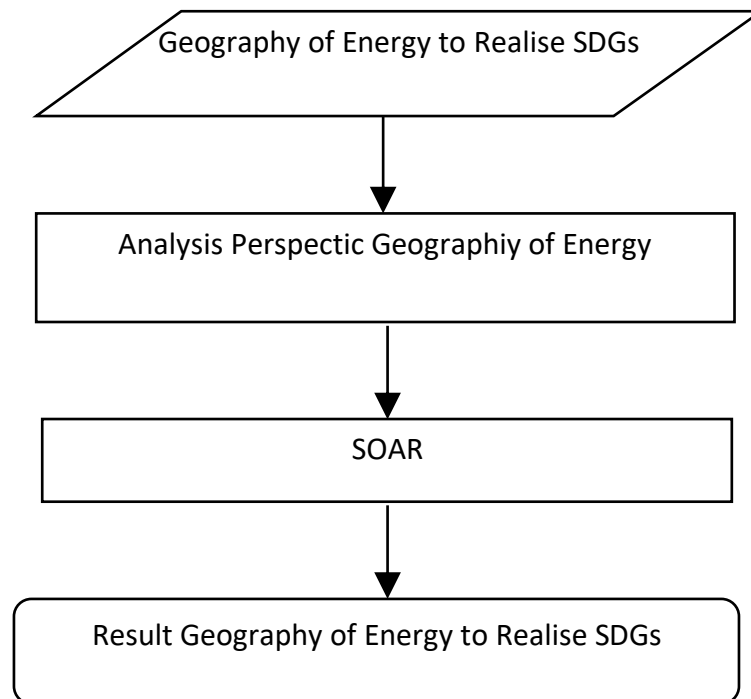 Geography of Energy to Realise SDGs
Analysis Perspectic Geographiy of Energy
SOAR
Result Geography of Energy to Realise SDGs